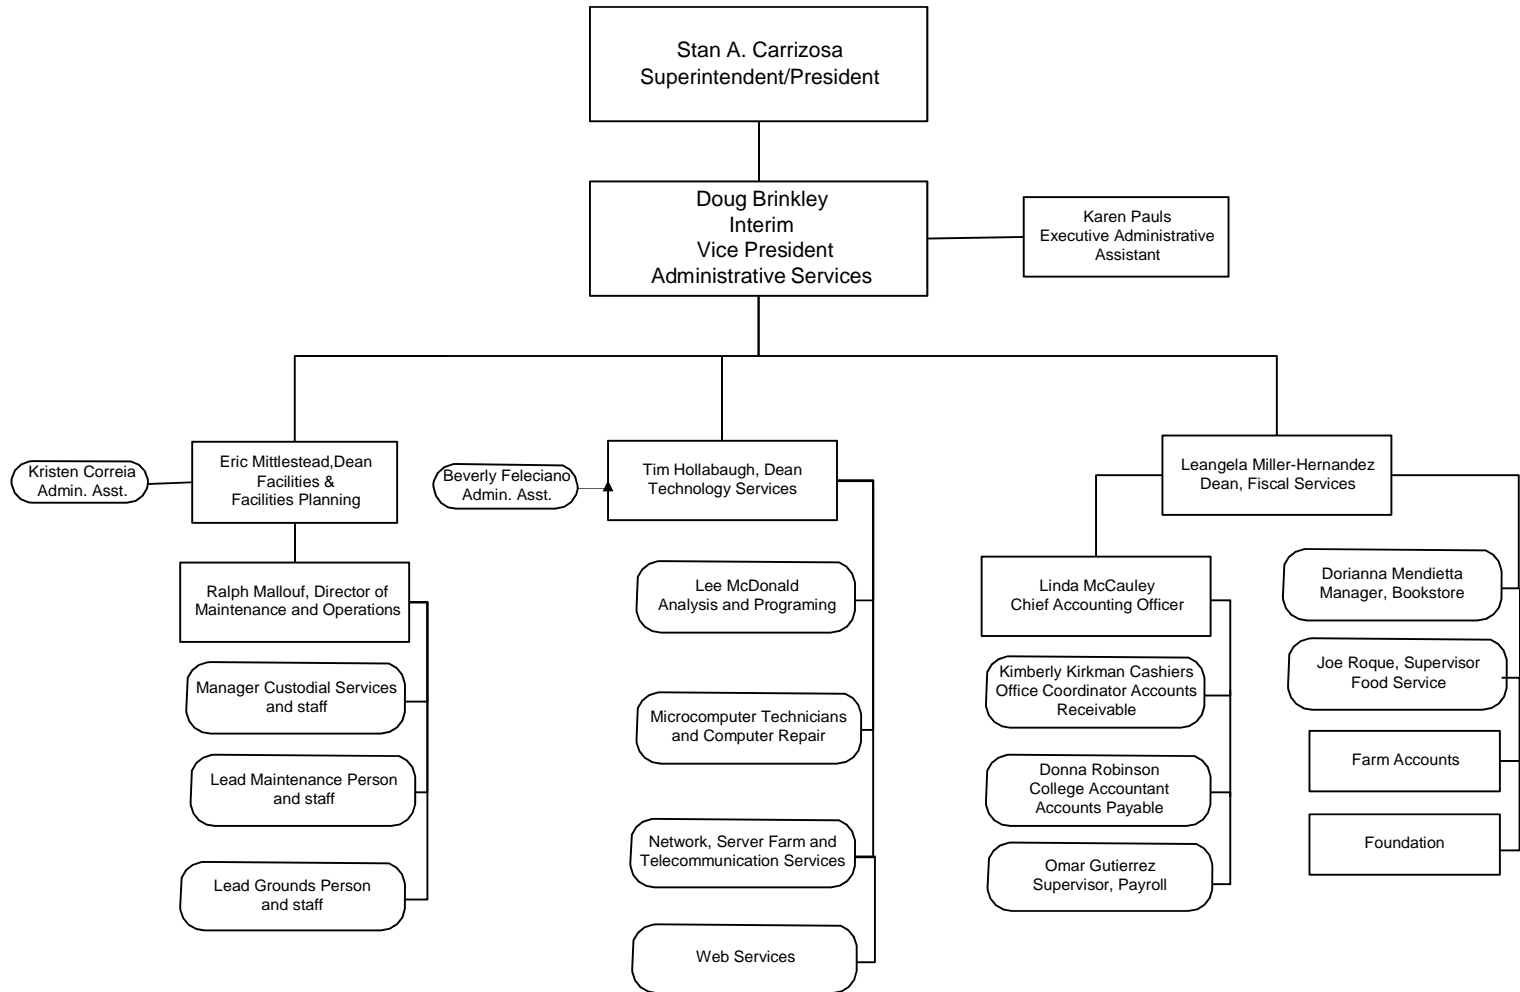 Stan A. Carrizosa
Superintendent/President
Doug Brinkley
Interim
Vice President
Administrative Services
Karen Pauls
Executive Administrative
Assistant
Kristen Correia
Admin. Asst.
Eric Mittlestead,Dean
Facilities &
Facilities Planning
Beverly Feleciano
Admin. Asst.
Tim Hollabaugh, Dean
Technology Services
Leangela Miller-Hernandez
Dean, Fiscal Services
Ralph Mallouf, Director of
Maintenance and Operations
Manager Custodial Services
and staff
Lead Maintenance Person
and staff
Lead Grounds Person
and staff
Lee McDonald
Analysis and Programing
Microcomputer Technicians
and Computer Repair
Network, Server Farm and
Telecommunication Services
Web Services
Linda McCauley
Chief Accounting Officer
Kimberly Kirkman Cashiers
Office Coordinator Accounts
Receivable
Donna Robinson
College Accountant
Accounts Payable
Omar Gutierrez
Supervisor, Payroll
Dorianna Mendietta
Manager, Bookstore
Joe Roque, Supervisor
Food Service
Farm Accounts
Foundation